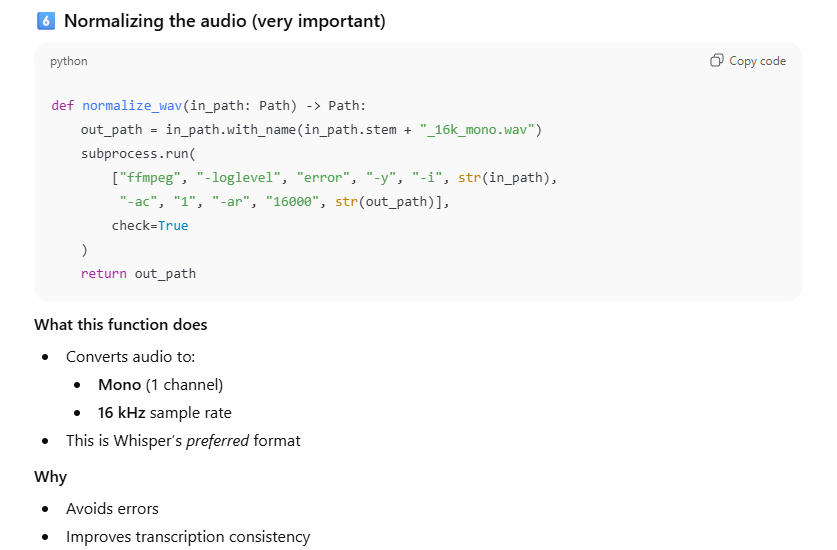 6 Normalizing the audio (very important)
python
Copy code
def normalize_wav(in_path: Path) -> Path:
    out_path = in_path.with_name(in_path.stem + "_16k_mono.wav")
    subprocess.run(
        ["ffmpeg", "-loglevel", "error", "-y", "-i", str(in_path),
         "-ac", "1", "-ar", "16000", str(out_path)],
        check=True
    )
    return out_path
What this function does
• Converts audio to:
• Mono (1 channel)
• 16 kHz sample rate
• This is Whisper's preferred format
Why
• Avoids errors
• Improves transcription consistency